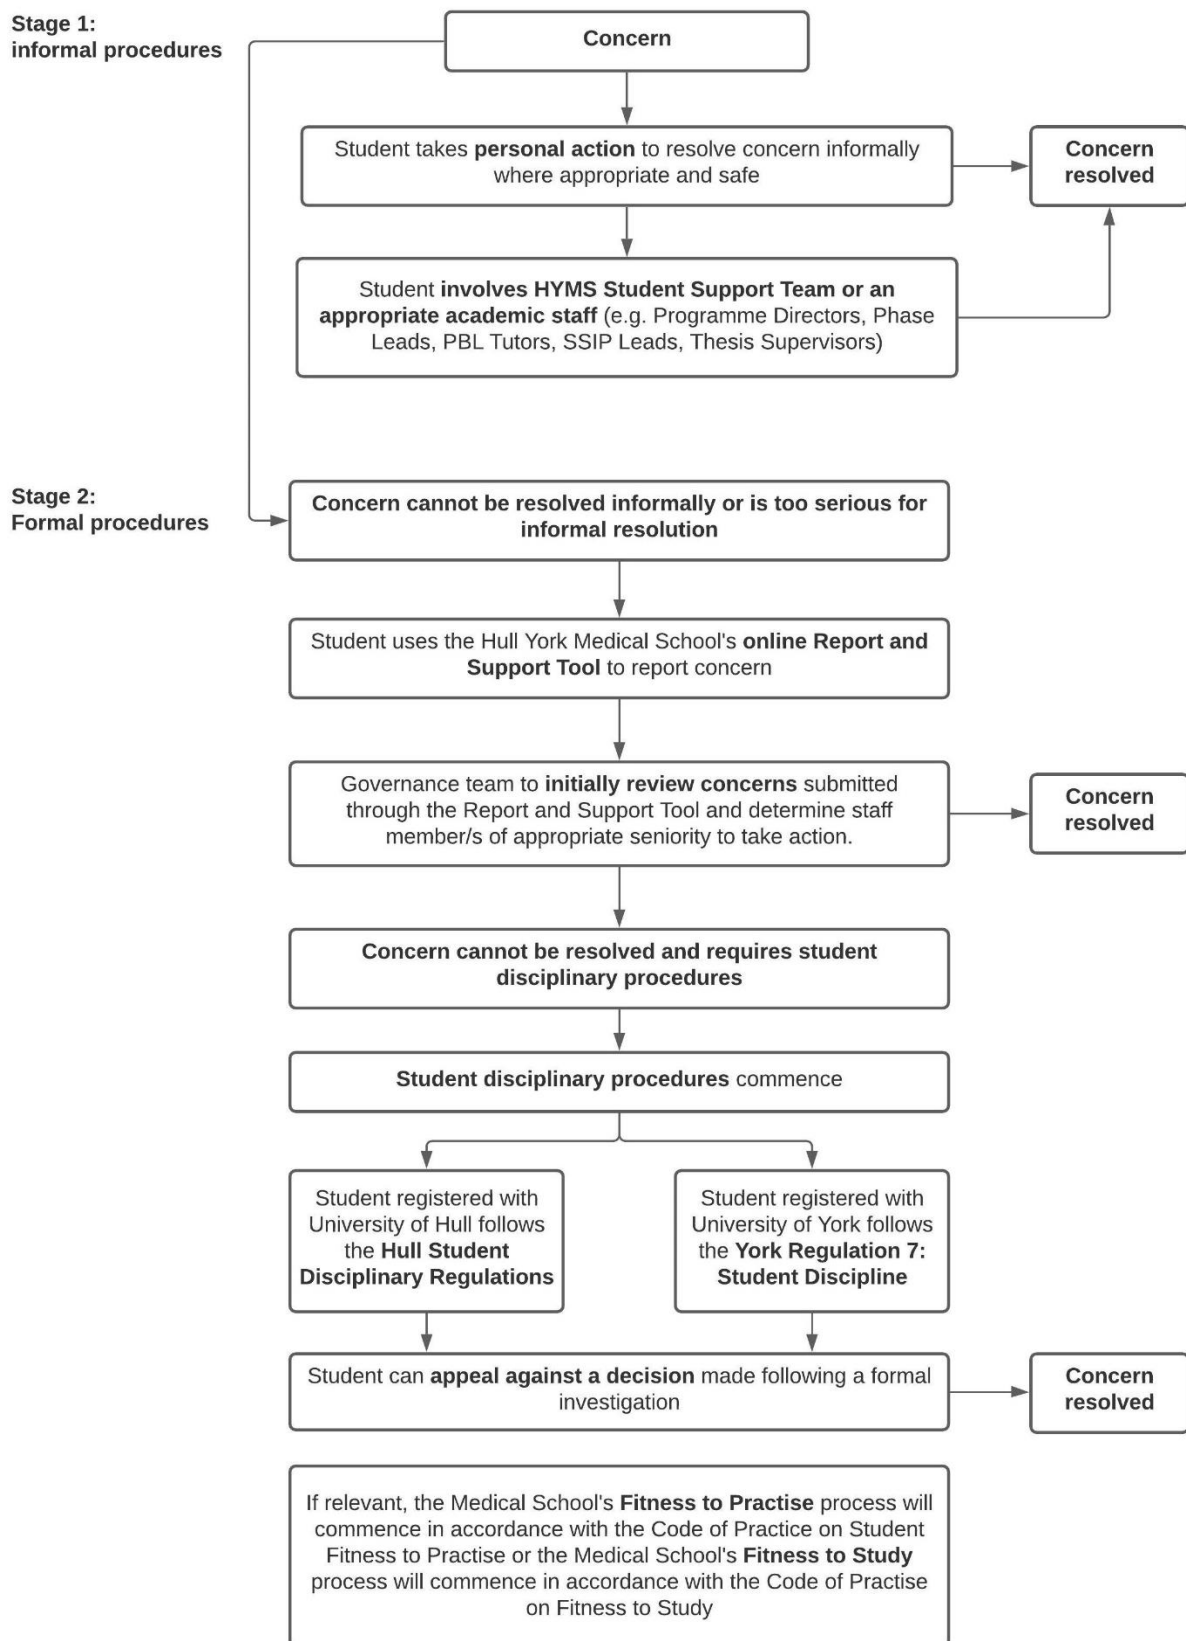 Stage 1:
informal procedures
Concern
Student takes personal action to resolve concern informally
where appropriate and safe
Concern
resolved
Student involves HYMS Student Support Team or an
appropriate academic staff (e.g. Programme Directors, Phase
Leads, PBL Tutors, SSIP Leads, Thesis Supervisors)
Stage 2:
Formal procedures
Concern cannot be resolved informally or is too serious for
informal resolution
Student uses the Hull York Medical School's online Report and
Support Tool to report concern
Governance team to initially review concerns submitted
through the Report and Support Tool and determine staff
member/s of appropriate seniority to take action.
Concern
resolved
Concern cannot be resolved and requires student
disciplinary procedures
Student disciplinary procedures commence
Student registered with
University of Hull follows
the Hull Student
Disciplinary Regulations
Student registered with
University of York follows
the York Regulation 7:
Student Discipline
Student can appeal against a decision made following a formal
investigation
Concern
resolved
If relevant, the Medical School's Fitness to Practise process will
commence in accordance with the Code of Practice on Student
Fitness to Practise or the Medical School's Fitness to Study
process will commence in accordance with the Code of Practise
on Fitness to Study